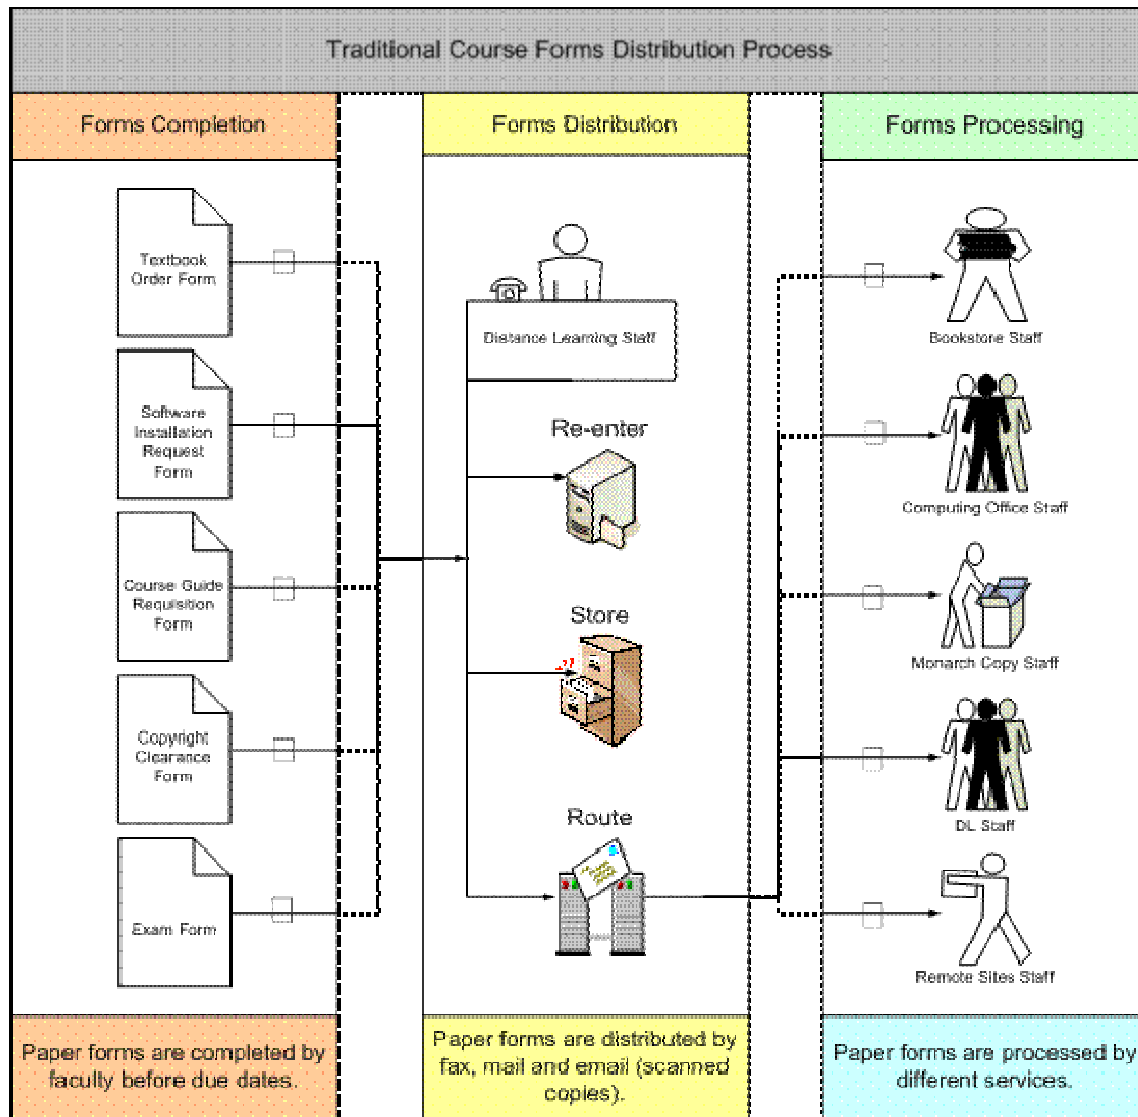 Traditional Course Forms Distribution Process
Forms Completion
Forms Distribution
Forms Processing
Textbook
Order Form
Software
Installation
Request
Form
Course Guide
Requisition
Form
Copyright
Clearance
Form
Exam Form
Distance Learning Staff
Re-enter
Store
Route
Bookstore Staff
Computing Office Staff
Monarch Copy Staff
DL Staff
Remote Sites Staff
Paper forms are completed by
faculty before due dates.
Paper forms are distributed by
fax, mail and email (scanned
copies).
Paper forms are processed by
different services.